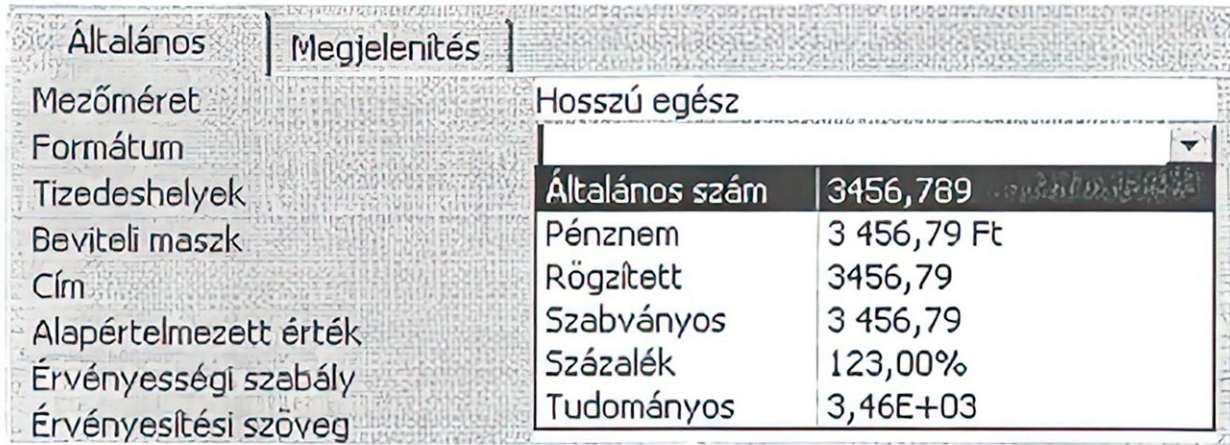 Általános Megjelenítés
Mezőméret Hosszú egész
Formátum
Tizedeshelyek Általános szám 3456,789
Beviteli maszk Pénznem 3 456,79 Ft
Cím Rögzített 3456,79
Alapértelmezett érték Szabványos 3 456,79
Érvényességi szabály Százalék 123,00%
Érvényesítési szöveg Tudományos 3,46E+03